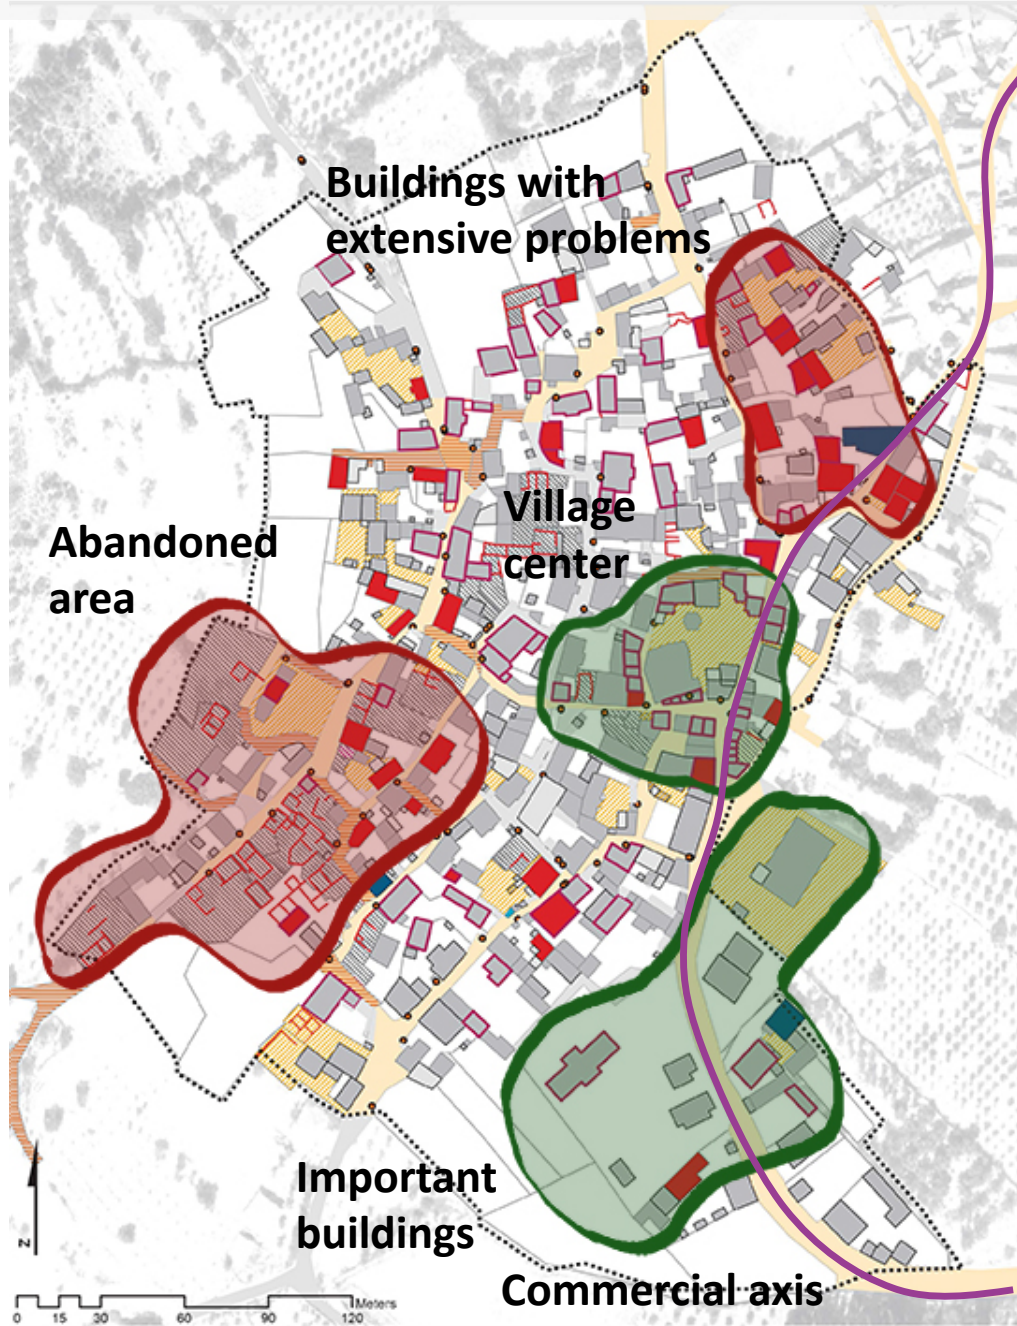 Buildings with
extensive problems
Village
center
Abandoned
area
Important
buildings
Commercial axis
N
Meters
0 15 30 60 90 120